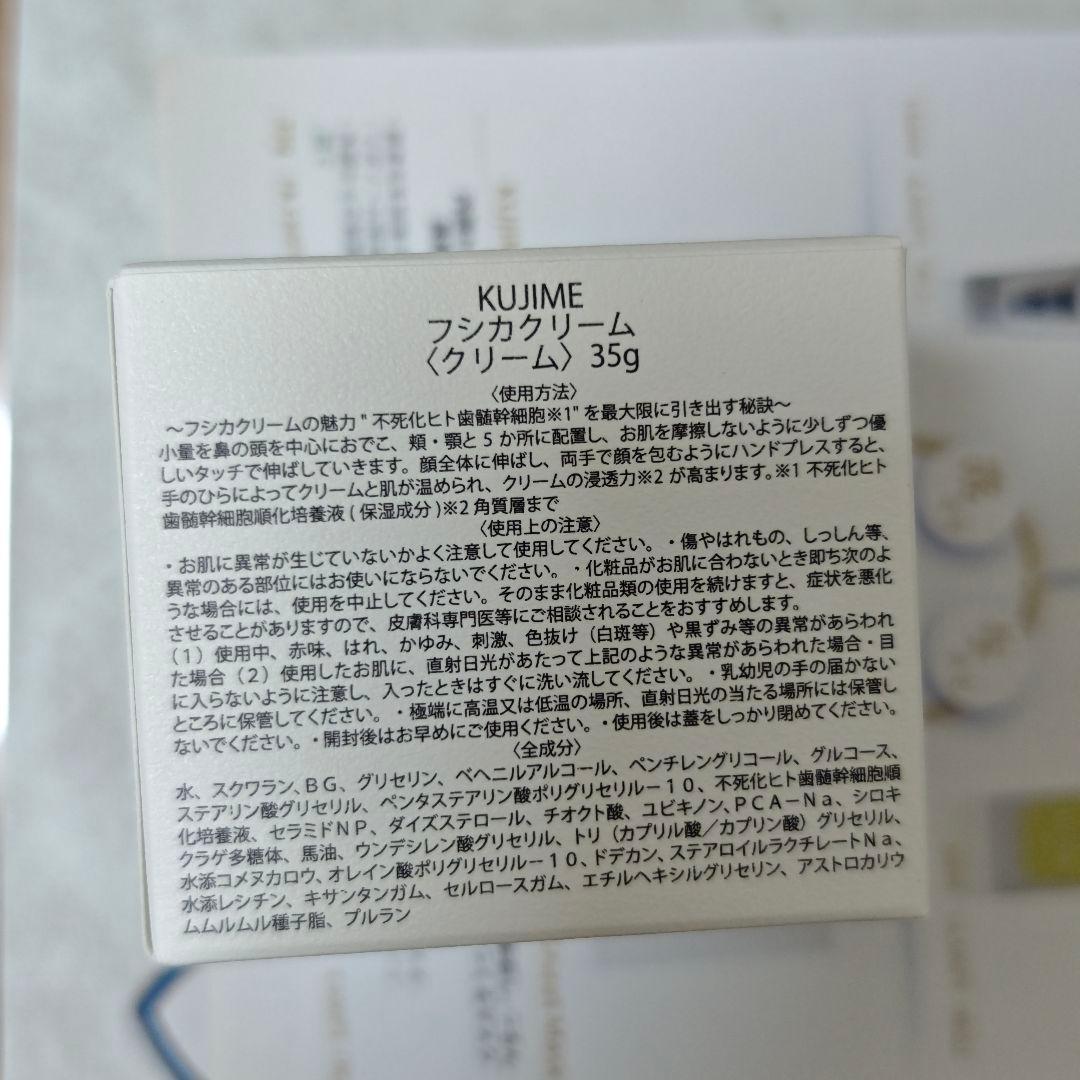 KUJIME
フシカクリーム
〈クリーム〉35g
〈使用方法〉
～フシカクリームの魅力"不死化ヒト歯髄幹細胞※1"を最大限に引き出す秘訣～
小量を鼻の頭を中心におでこ、頬・顎と5か所に配置し、お肌を摩擦しないように少しずつ優
しいタッチで伸ばしていきます。顔全体に伸ばし、両手で顔を包むようにハンドプレスすると、
手のひらによってクリームと肌が温められ、クリームの浸透力※2が高まります。※1 不死化ヒト
歯髄幹細胞順化培養液(保湿成分)※2角質層まで
〈使用上の注意〉
・お肌に異常が生じていないかよく注意して使用してください。・傷やはれもの、しっしん等、
異常のある部位にはお使いにならないでください。・化粧品がお肌に合わないとき即ち次のよ
うな場合には、使用を中止してください。そのまま化粧品類の使用を続けますと、症状を悪化
させることがありますので、皮膚科専門医等にご相談されることをおすすめします。
（1）使用中、赤味、はれ、かゆみ、刺激、色抜け（白斑等）や黒ずみ等の異常があらわれ
た場合（2）使用したお肌に、直射日光があたって上記のような異常があらわれた場合・目
に入らないように注意し、入ったときはすぐに洗い流してください。・乳幼児の手の届かない
ところに保管してください。・極端に高温又は低温の場所、直射日光の当たる場所には保管し
ないでください。・開封後はお早めにご使用ください。・使用後は蓋をしっかり閉めてください。
〈全成分〉
水、スクワラン、BG、グリセリン、ベヘニルアルコール、ペンチレングリコール、グルコース、
ステアリン酸グリセリル、ペンタステアリン酸ポリグリセリル－10、不死化ヒト歯髄幹細胞順
化培養液、セラミドNP、ダイズステロール、チオクト酸、ユビキノン、PCA－Na、シロキ
クラゲ多糖体、馬油、ウンデシレン酸グリセリル、トリ（カプリル酸／カプリン酸）グリセリル、
水添コメヌカロウ、オレイン酸ポリグリセリル－10、ドデカン、ステアロイルラクチレートNa、
水添レシチン、キサンタンガム、セルロースガム、エチルヘキシルグリセリン、アストロカリウ
ムムルムル種子脂、プルラン